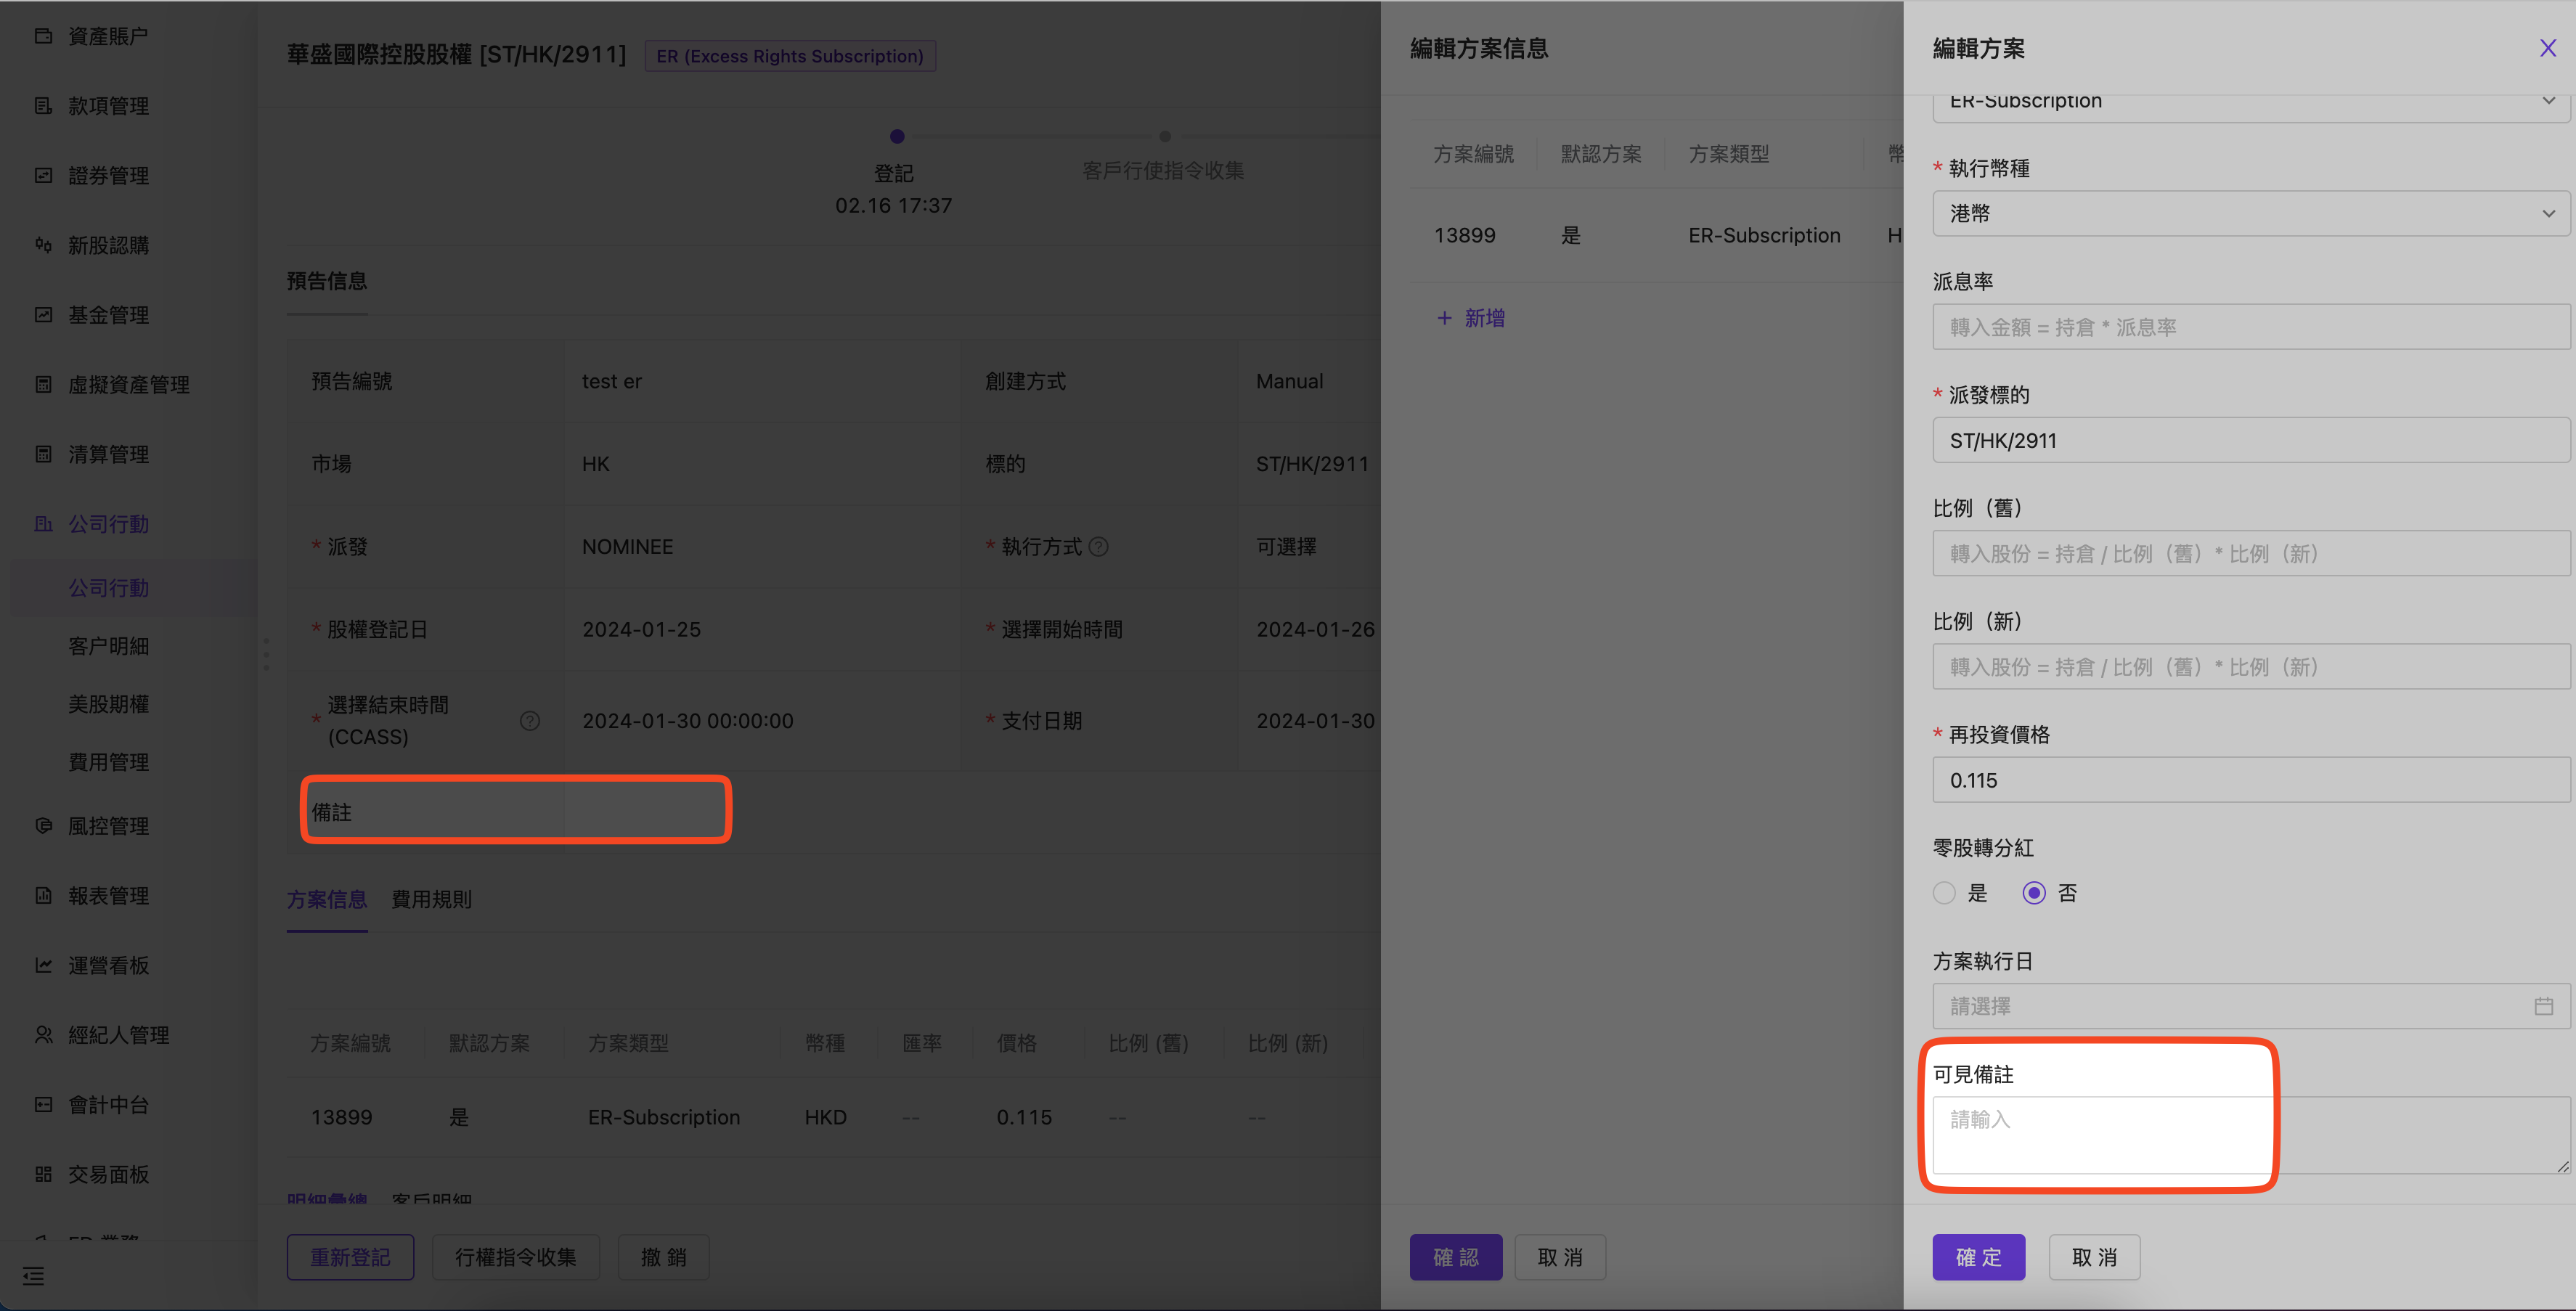 資產賬户
款項管理
證券管理
新股認購
基金管理
虛擬資產管理
清算管理
公司行動
公司行動
客户明細
美股期權
費用管理
風控管理
報表管理
運營看板
經紀人管理
會計中台
交易面板
華盛國際控股股權 [ST/HK/2911] ER (Excess Rights Subscription)
登記
02.16 17:37
客戶行使指令收集
預告信息
預告編號 test er 創建方式 Manual
市場 HK 標的 ST/HK/2911
* 派發 NOMINEE * 執行方式 ? 可選擇
* 股權登記日 2024-01-25 * 選擇開始時間 2024-01-26
* 選擇結束時間 (CCASS) ? 2024-01-30 00:00:00 * 支付日期 2024-01-30
備註
方案信息 費用規則
方案編號 默認方案 方案類型 幣種 匯率 價格 比例 (舊) 比例 (新)
13899 是 ER-Subscription HKD -- 0.115 -- --
明細彙總 客戶明細
重新登記 行權指令收集 撤 銷
編輯方案信息
方案編號 默認方案 方案類型 幣
13899 是 ER-Subscription H
+ 新增
確 認 取 消
編輯方案 X
ER-Subscription
* 執行幣種
港幣
派息率
轉入金額 = 持倉 * 派息率
* 派發標的
ST/HK/2911
比例（舊）
轉入股份 = 持倉 / 比例（舊）* 比例（新）
比例（新）
轉入股份 = 持倉 / 比例（舊）* 比例（新）
* 再投資價格
0.115
零股轉分紅
是 否
方案執行日
請選擇
可見備註
請輸入
確 定 取 消